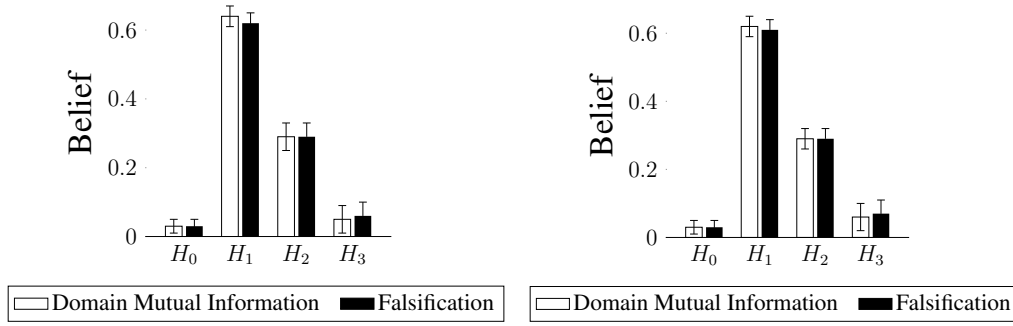 0.6
0.4
0.2
0
Belief
H0 H1 H2 H3
Domain Mutual Information Falsification
0.6
0.4
0.2
0
Belief
H0 H1 H2 H3
Domain Mutual Information Falsification